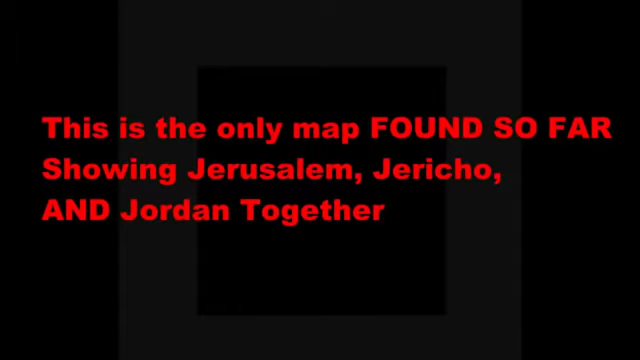 This is the only map FOUND SO FAR
Showing Jerusalem, Jericho,
AND Jordan Together